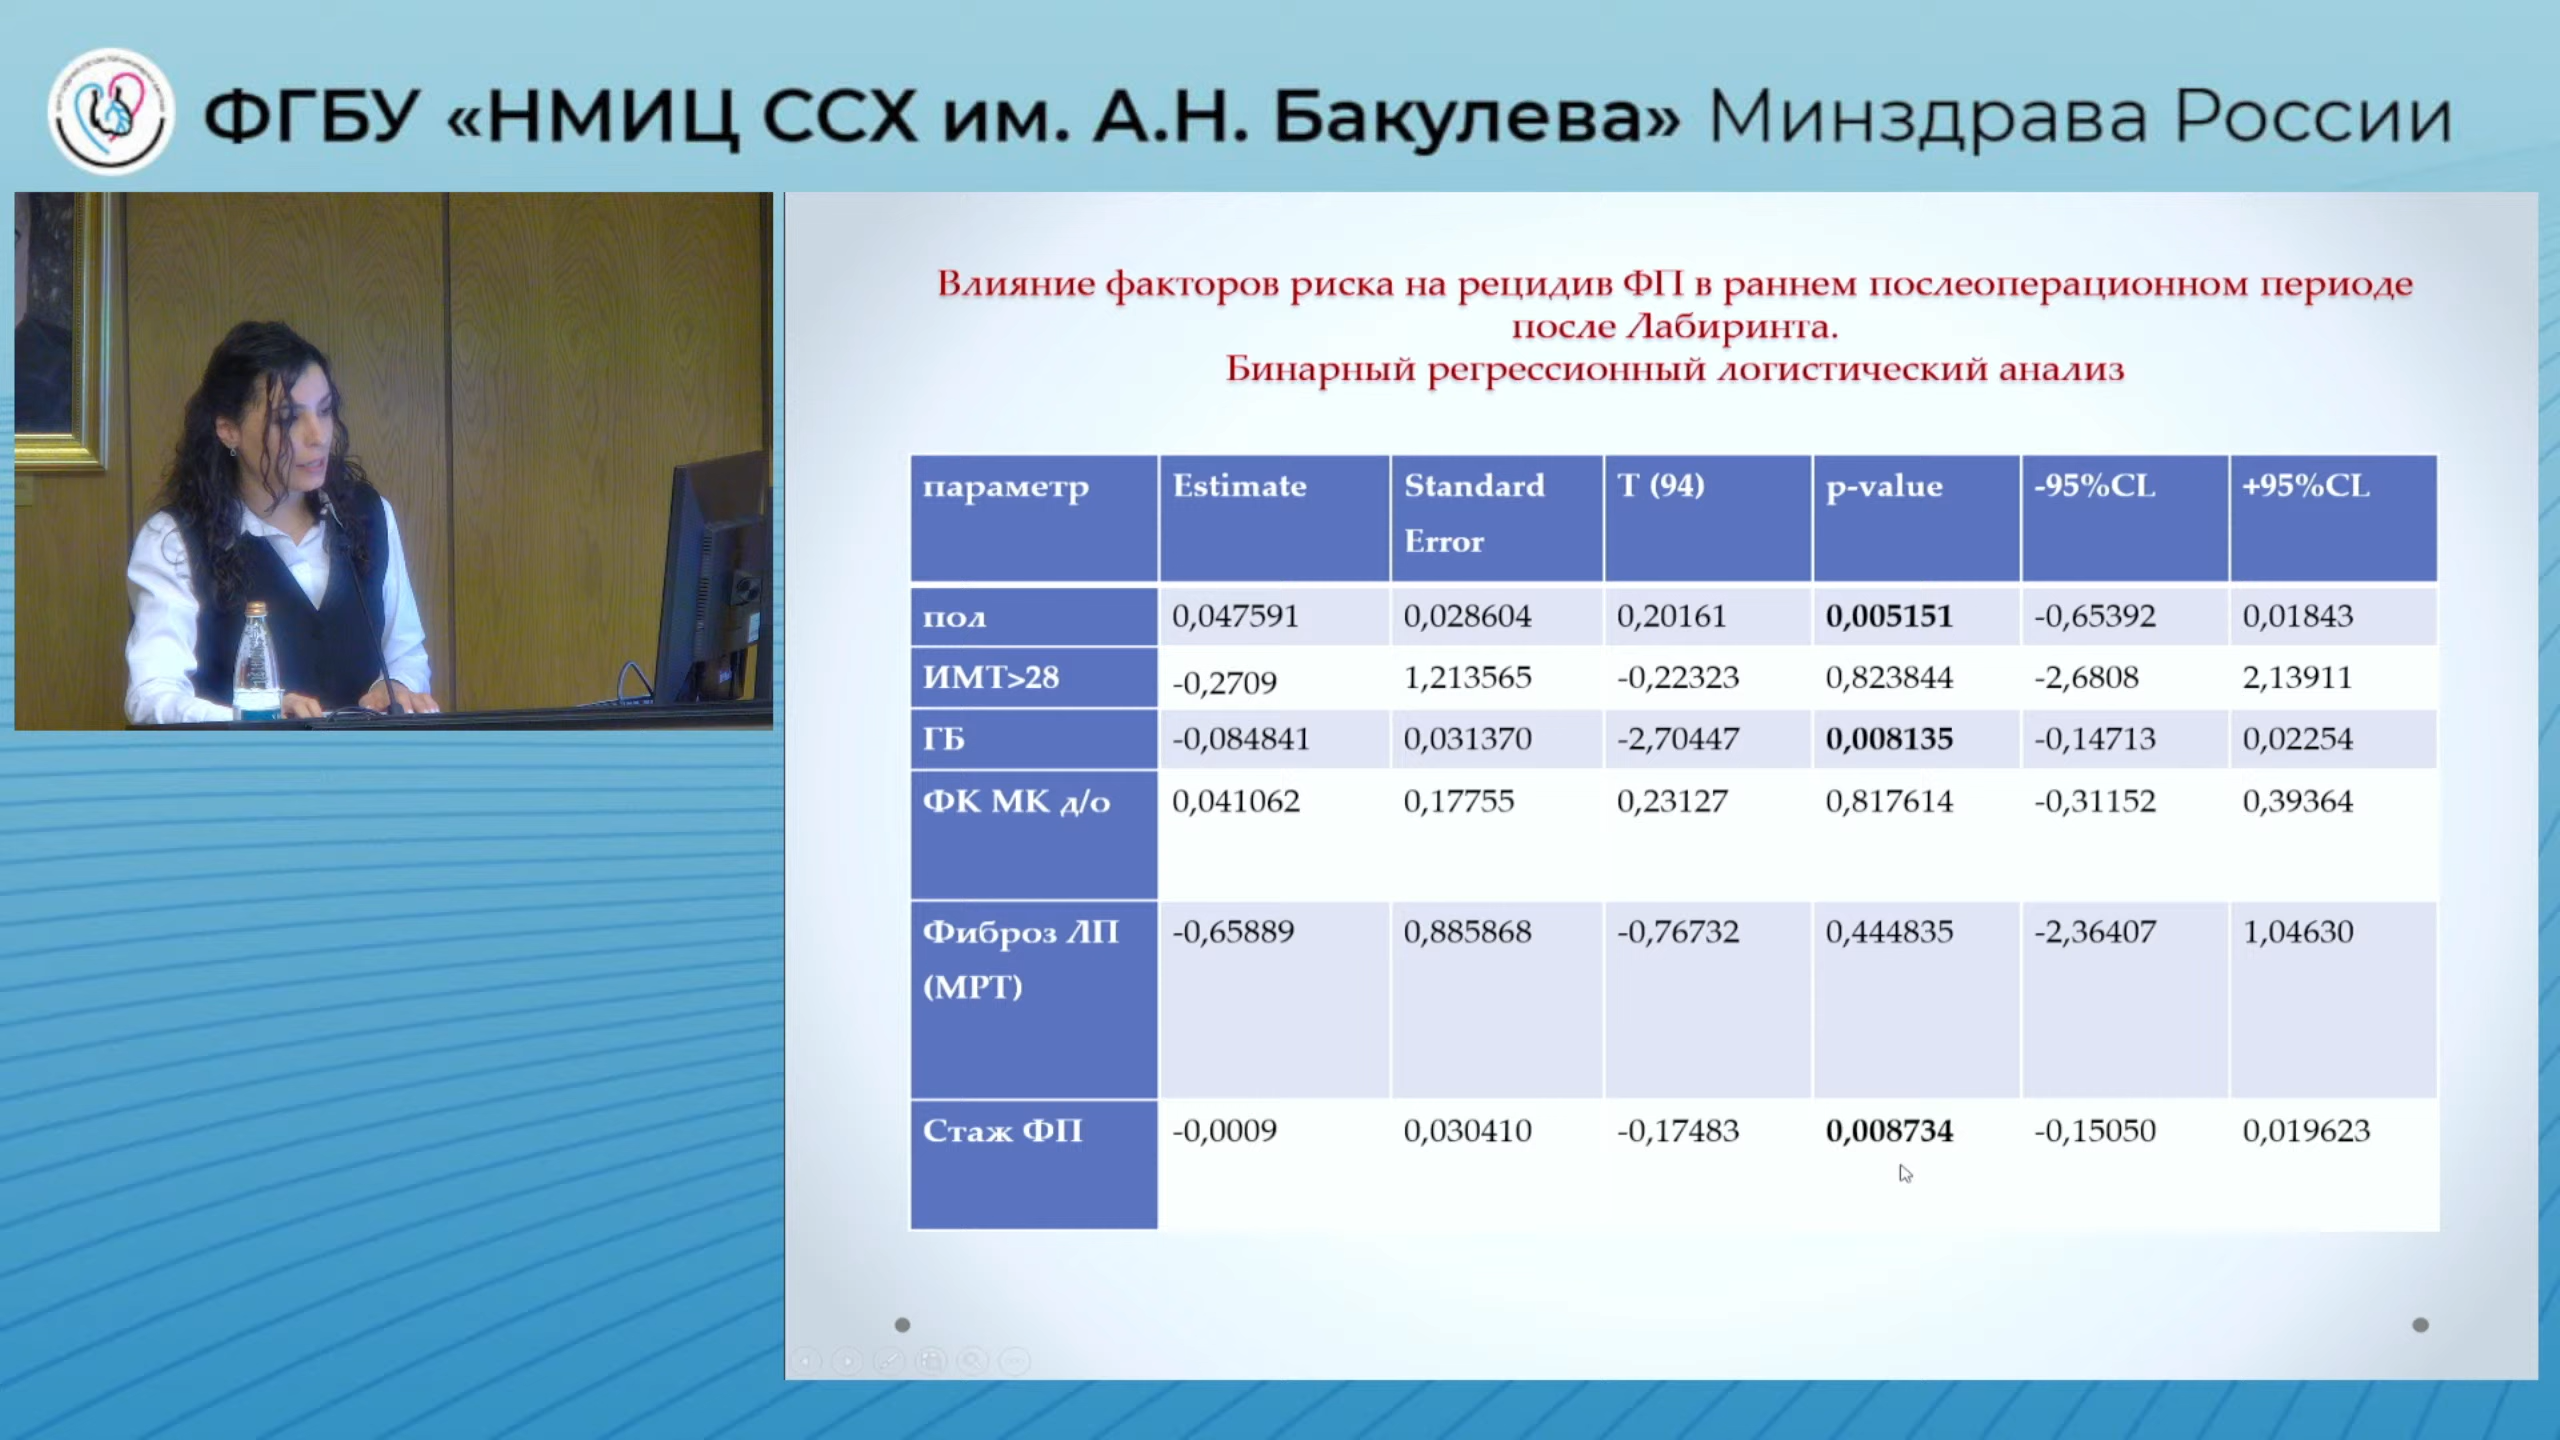 ФГБУ «НМИЦ ССХ им. А.Н. Бакулева» Минздрава России
Влияние факторов риска на рецидив ФП в раннем послеоперационном периоде
после Лабиринта.
Бинарный регрессионный логистический анализ
параметр Estimate Standard Error T (94) p-value -95%CL +95%CL
пол 0,047591 0,028604 0,20161 0,005151 -0,65392 0,01843
ИМТ>28 -0,2709 1,213565 -0,22323 0,823844 -2,6808 2,13911
ГБ -0,084841 0,031370 -2,70447 0,008135 -0,14713 0,02254
ФК МК д/о 0,041062 0,17755 0,23127 0,817614 -0,31152 0,39364
Фиброз ЛП (МРТ) -0,65889 0,885868 -0,76732 0,444835 -2,36407 1,04630
Стаж ФП -0,0009 0,030410 -0,17483 0,008734 -0,15050 0,019623